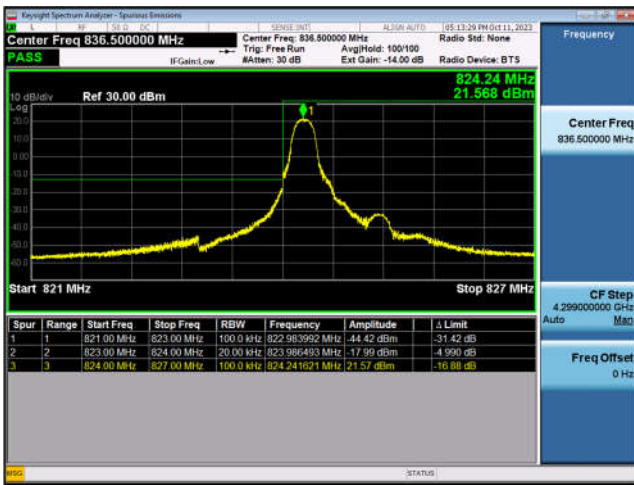 Keysight Spectrum Analyzer - Spurious Emissions
L RF 50 Ω DC SENSE:INT ALIGN AUTO 05:13:29 PM Oct 11, 2023
Center Freq 836.500000 MHz
Center Freq: 836.500000 MHz
Radio Std: None
Trig: Free Run
Avg|Hold: 100/100
PASS
IFGain:Low
#Atten: 30 dB
Ext Gain: -14.00 dB
Radio Device: BTS
824.24 MHz
21.568 dBm
10 dB/div
Ref 30.00 dBm
Log
20.0
10.0
0.00
-10.0
-20.0
-30.0
-40.0
-50.0
-60.0
1
Start 821 MHz
Stop 827 MHz
Spur Range Start Freq Stop Freq RBW Frequency Amplitude Δ Limit
1 1 821.00 MHz 823.00 MHz 100.0 kHz 822.983992 MHz -44.42 dBm -31.42 dB
2 2 823.00 MHz 824.00 MHz 20.00 kHz 823.986493 MHz -17.99 dBm -4.990 dB
3 3 824.00 MHz 827.00 MHz 100.0 kHz 824.241621 MHz 21.57 dBm -16.88 dB
Frequency
Center Freq
836.500000 MHz
CF Step
4.299000000 GHz
Auto Man
Freq Offset
0 Hz
MSG
STATUS